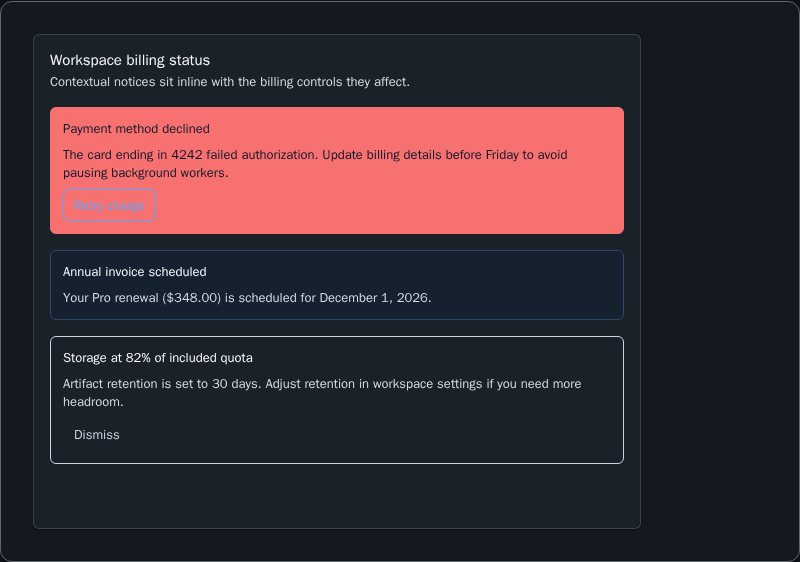 Workspace billing status
Contextual notices sit inline with the billing controls they affect.
Payment method declined
The card ending in 4242 failed authorization. Update billing details before Friday to avoid
pausing background workers.
Retry charge
Annual invoice scheduled
Your Pro renewal ($348.00) is scheduled for December 1, 2026.
Storage at 82% of included quota
Artifact retention is set to 30 days. Adjust retention in workspace settings if you need more
headroom.
Dismiss